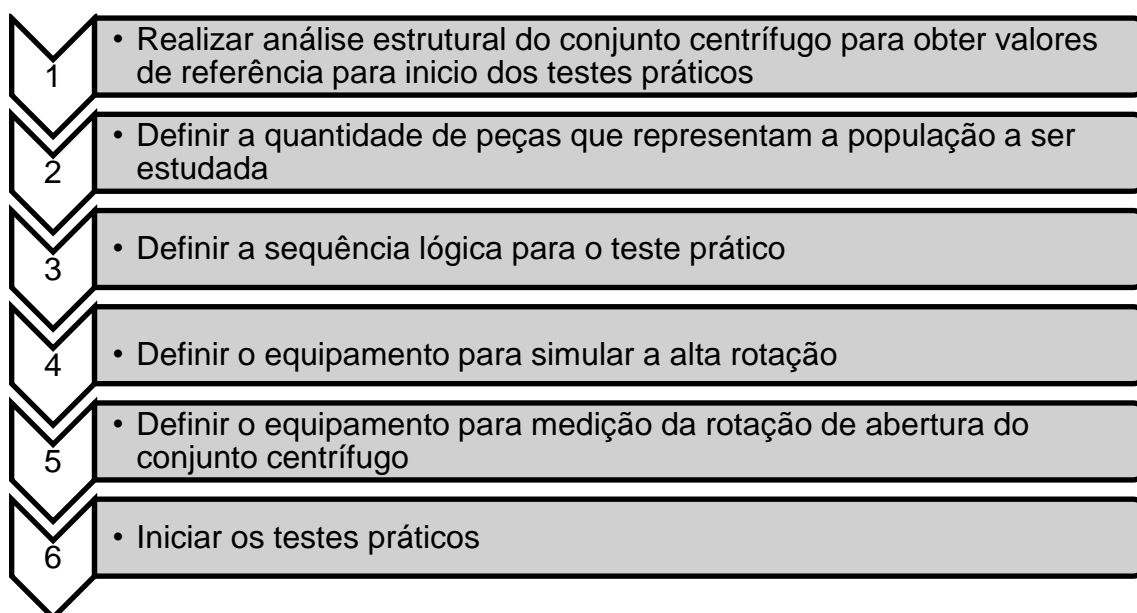 1
• Realizar análise estrutural do conjunto centrífugo para obter valores
de referência para inicio dos testes práticos
2
• Definir a quantidade de peças que representam a população a ser
estudada
3
• Definir a sequência lógica para o teste prático
4
• Definir o equipamento para simular a alta rotação
5
• Definir o equipamento para medição da rotação de abertura do
conjunto centrífugo
6
• Iniciar os testes práticos